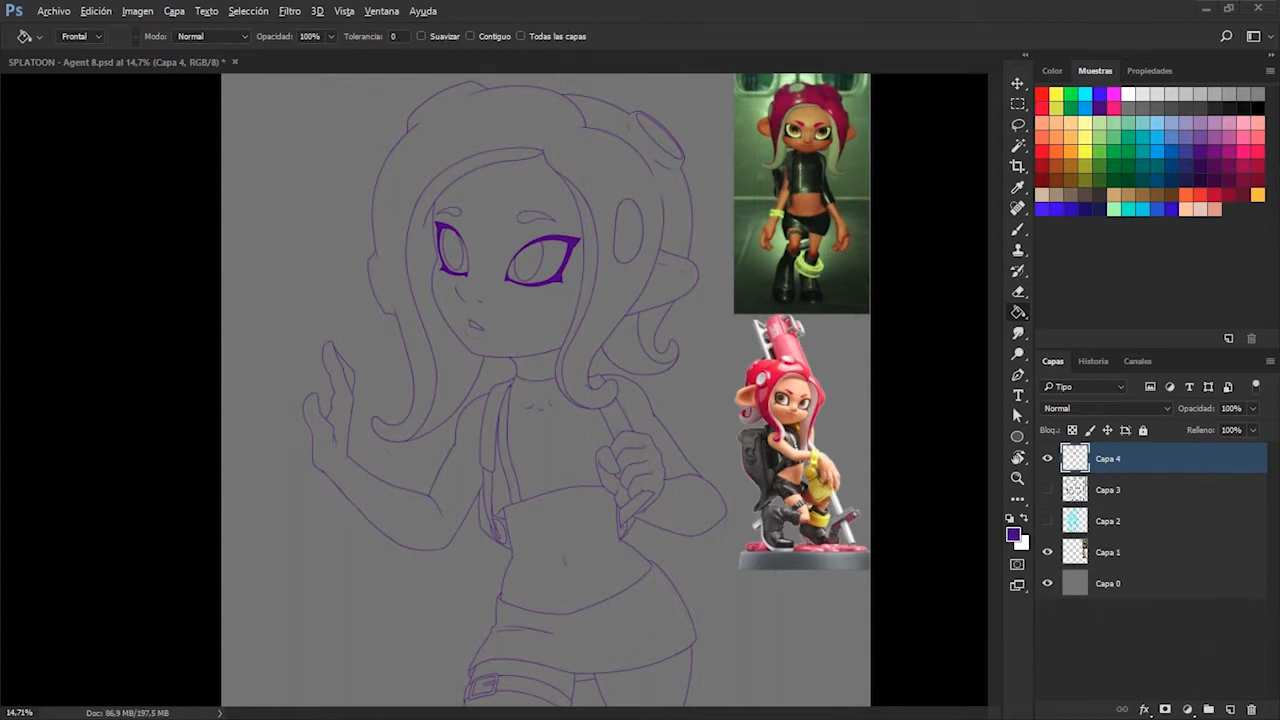 Ps Archivo Edición Imagen Capa Texto Selección Filtro 3D Vista Ventana Ayuda
Frontal Modo: Normal Opacidad: 100% Tolerancia: 0 Suavizar Contiguo Todas las capas
SPLATOON - Agent 8.psd al 14,7% (Capa 4, RGB/8) * ×
Color Muestras Propiedades
Capas Historia Canales
Tipo
Normal Opacidad: 100%
Bloq.: Relleno: 100%
Capa 4
Capa 3
Capa 2
Capa 1
Capa 0
14,71% Doc: 86,9 MB/197,5 MB